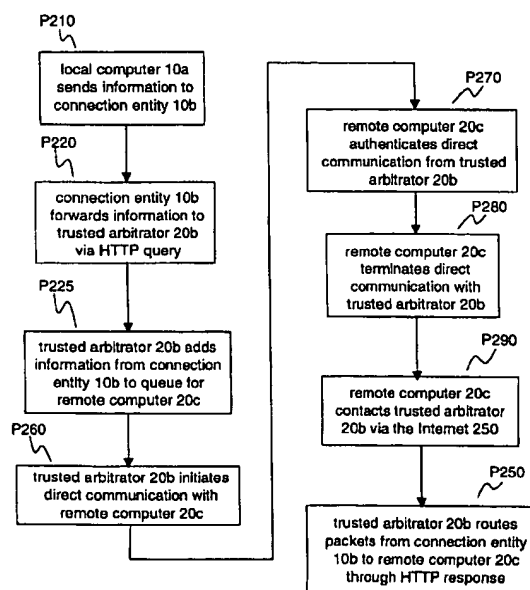 P210
local computer 10a
sends information to
connection entity 10b
P220
connection entity 10b
forwards information to
trusted arbitrator 20b
via HTTP query
P225
trusted arbitrator 20b adds
information from connection
entity 10b to queue for
remote computer 20c
P260
trusted arbitrator 20b initiates
direct communication with
remote computer 20c
P270
remote computer 20c
authenticates direct
communication from trusted
arbitrator 20b
P280
remote computer 20c
terminates direct
communication with
trusted arbitrator 20b
P290
remote computer 20c
contacts trusted arbitrator
20b via the Internet 250
P250
trusted arbitrator 20b routes
packets from connection entity
10b to remote computer 20c
through HTTP response